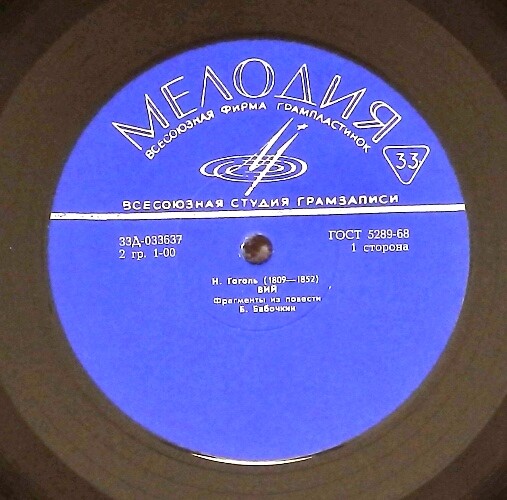 МЕЛОДИЯ
ВСЕСОЮЗНАЯ ФИРМА ГРАМПЛАСТИНОК
33
ВСЕСОЮЗНАЯ СТУДИЯ ГРАМЗАПИСИ
33Д-033637
ГОСТ 5289-68
2 гр. 1-00
1 сторона
Н. Гоголь (1809—1852)
ВИЙ
Фрагменты из повести
Б. Бабочкин